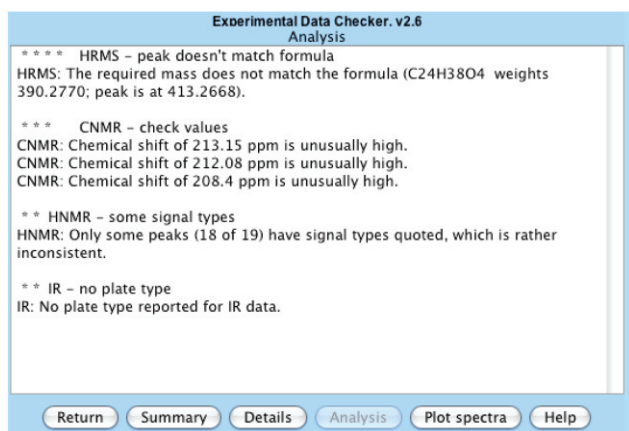 Experimental Data Checker. v2.6
Analysis
* * * * HRMS – peak doesn't match formula
HRMS: The required mass does not match the formula (C24H38O4 weights
390.2770; peak is at 413.2668).
* * * CNMR – check values
CNMR: Chemical shift of 213.15 ppm is unusually high.
CNMR: Chemical shift of 212.08 ppm is unusually high.
CNMR: Chemical shift of 208.4 ppm is unusually high.
* * HNMR – some signal types
HNMR: Only some peaks (18 of 19) have signal types quoted, which is rather
inconsistent.
* * IR – no plate type
IR: No plate type reported for IR data.
Return Summary Details Analysis Plot spectra Help